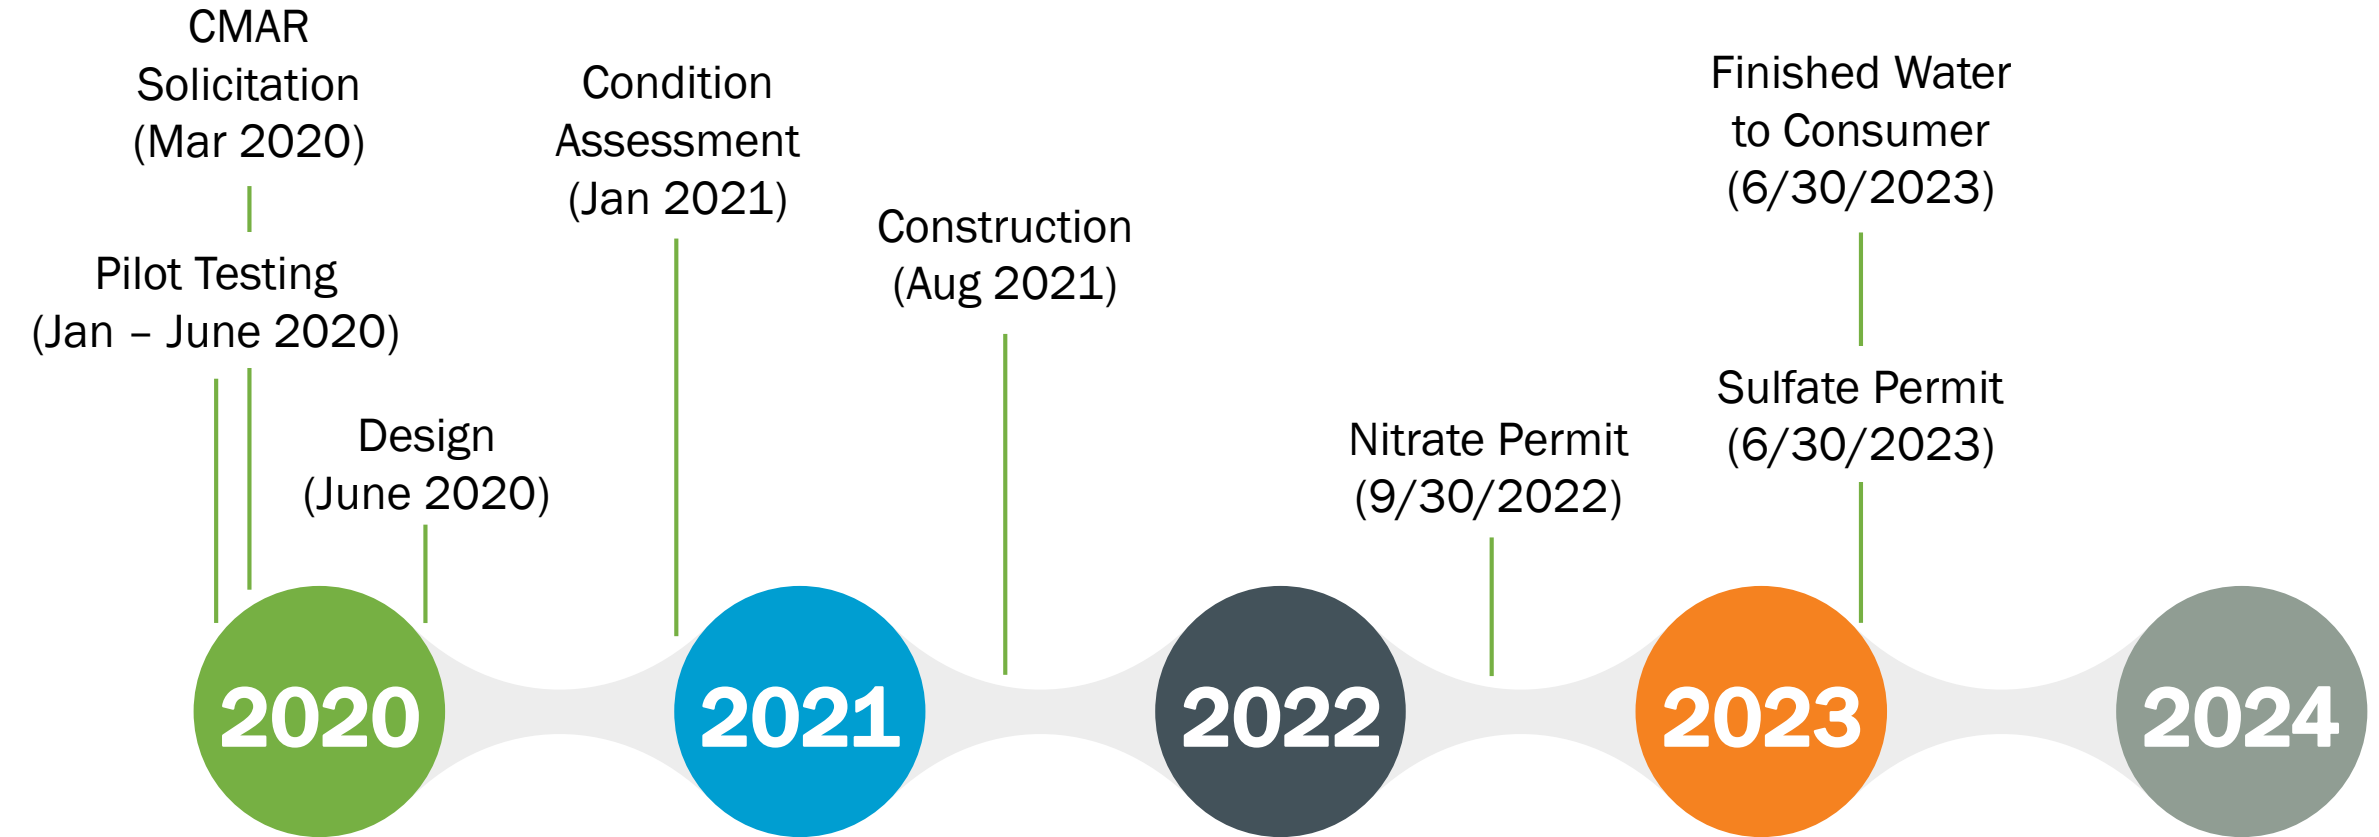 CMAR
Solicitation
(Mar 2020)
Pilot Testing
(Jan – June 2020)
Design
(June 2020)
Condition
Assessment
(Jan 2021)
Construction
(Aug 2021)
Nitrate Permit
(9/30/2022)
Finished Water
to Consumer
(6/30/2023)
Sulfate Permit
(6/30/2023)
2020
2021
2022
2023
2024